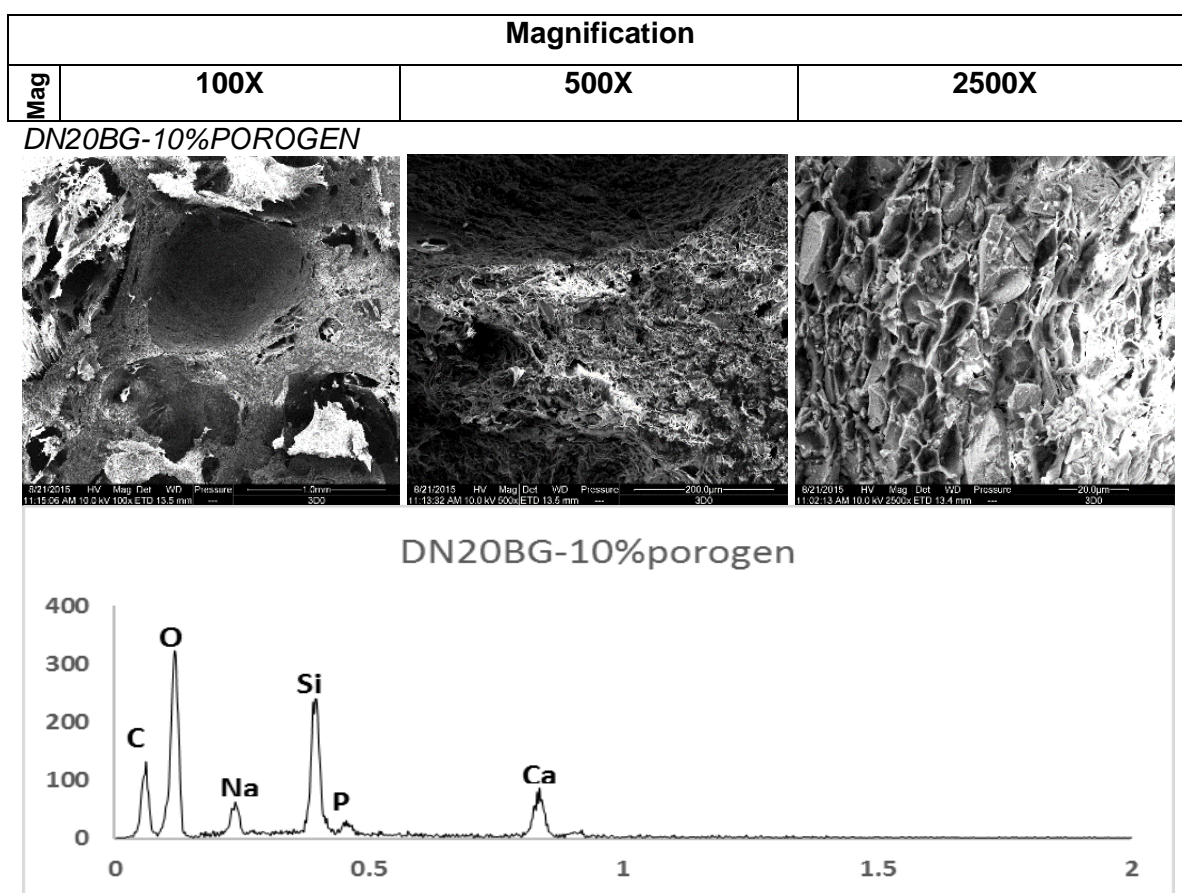 Magnification
Mag 100X 500X 2500X
DN20BG-10%POROGEN
8/21/2015 HV Mag Det WD Pressure 1.0mm
11:15:06 AM 10.0 kV 100x ETD 13.5 mm --- 3D0
8/21/2015 HV Mag Det WD Pressure 200.0µm
11:13:32 AM 10.0 kV 500x ETD 13.5 mm --- 3D0
8/21/2015 HV Mag Det WD Pressure 20.0µm
11:02:13 AM 10.0 kV 2500x ETD 13.4 mm --- 3D0
DN20BG-10%porogen
400
300
200
100
0
C
O
Na
Si
P
Ca
0 0.5 1 1.5 2